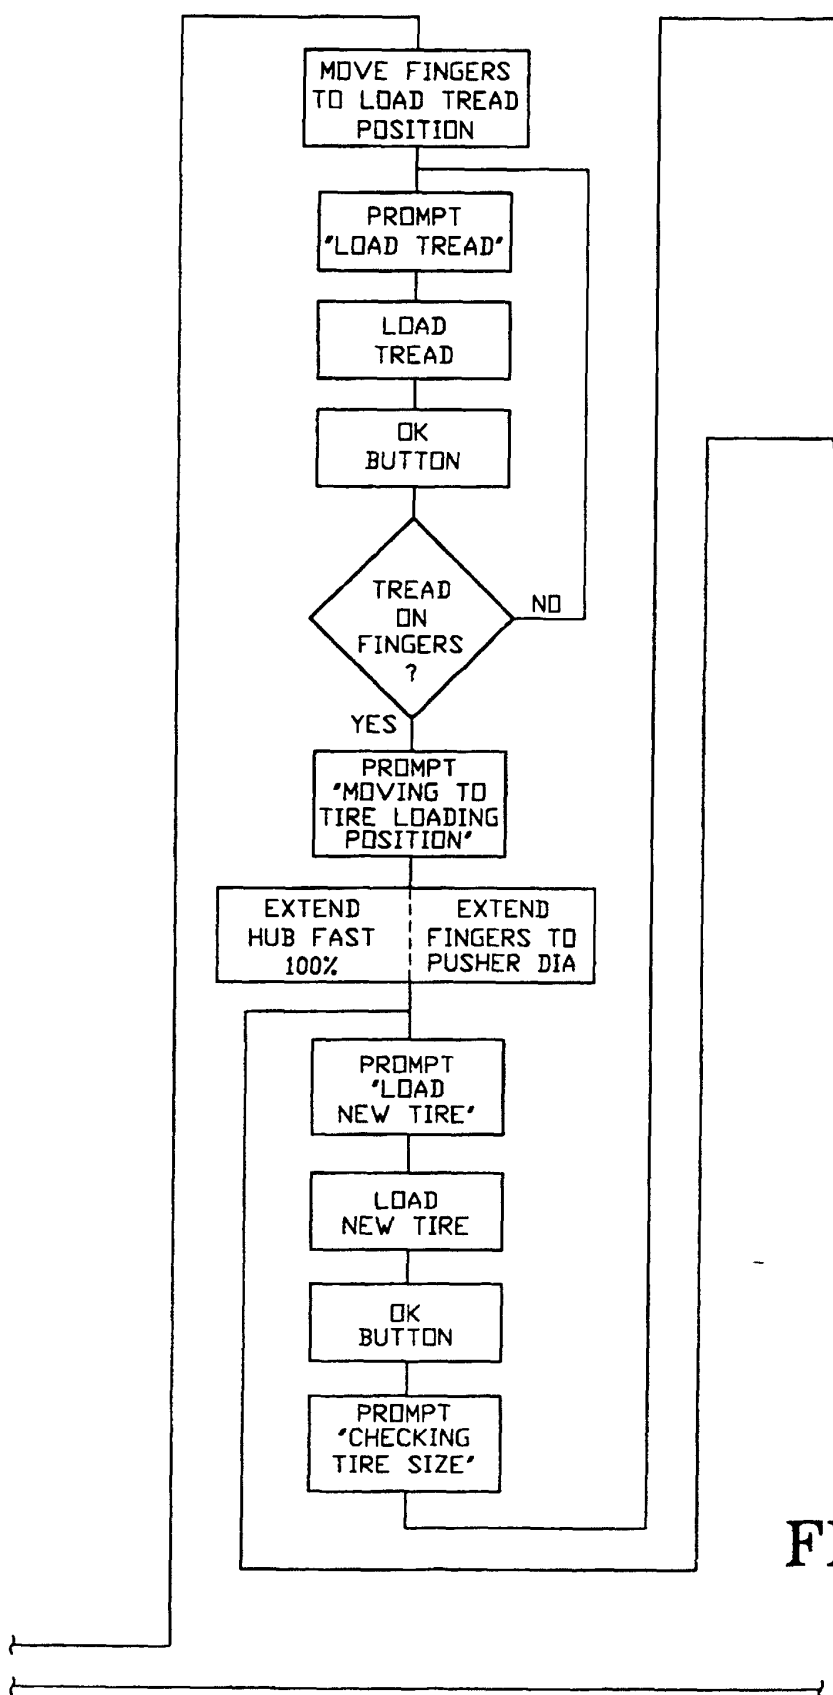 MOVE FINGERS
TO LOAD TREAD
POSITION
PROMPT
"LOAD TREAD"
LOAD
TREAD
OK
BUTTON
TREAD
ON
FINGERS
?
NO
YES
PROMPT
"MOVING TO
TIRE LOADING
POSITION"
EXTEND
HUB FAST
100%
EXTEND
FINGERS TO
PUSHER DIA
PROMPT
"LOAD
NEW TIRE"
LOAD
NEW TIRE
OK
BUTTON
PROMPT
"CHECKING
TIRE SIZE"